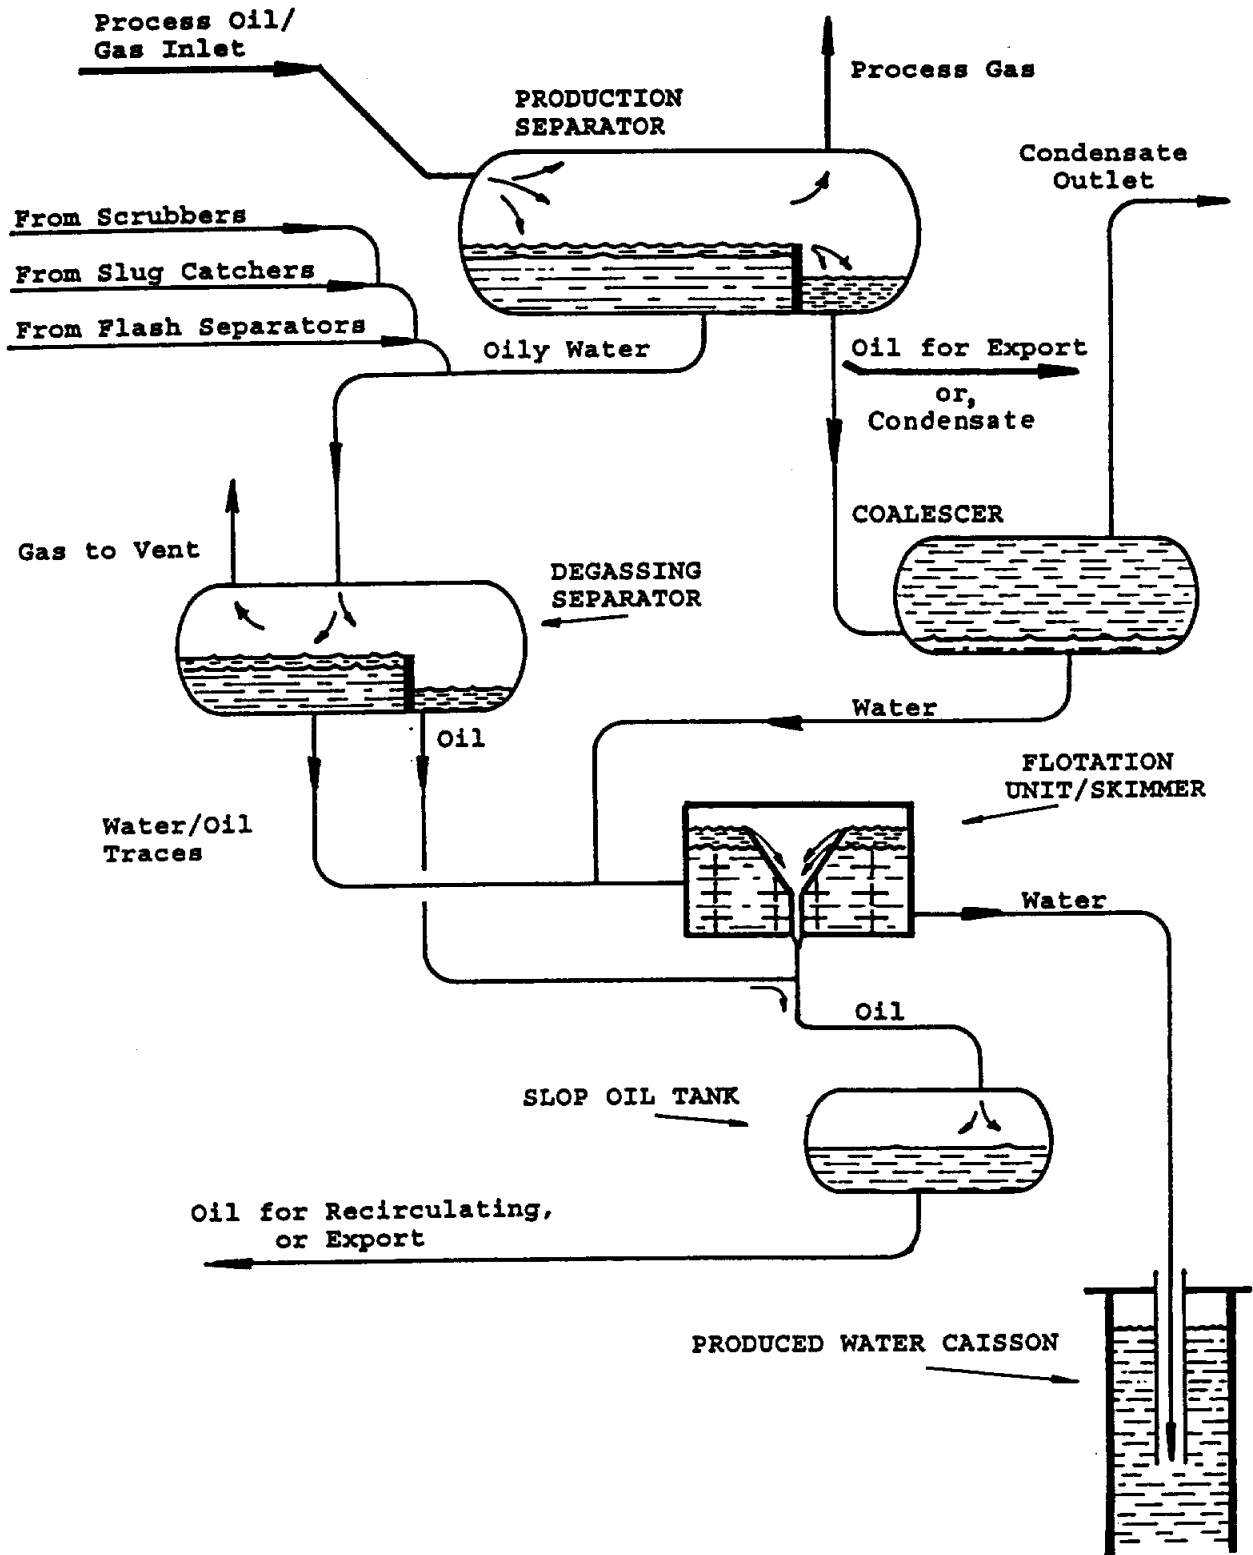 Process Oil/
Gas Inlet
Process Gas
PRODUCTION
SEPARATOR
Condensate
Outlet
From Scrubbers
From Slug Catchers
From Flash Separators
Oily Water
Oil for Export
or,
Condensate
COALESCER
Gas to Vent
DEGASSING
SEPARATOR
Water
Oil
FLOTATION
UNIT/SKIMMER
Water/Oil
Traces
Water
Oil
SLOP OIL TANK
Oil for Recirculating,
or Export
PRODUCED WATER CAISSON